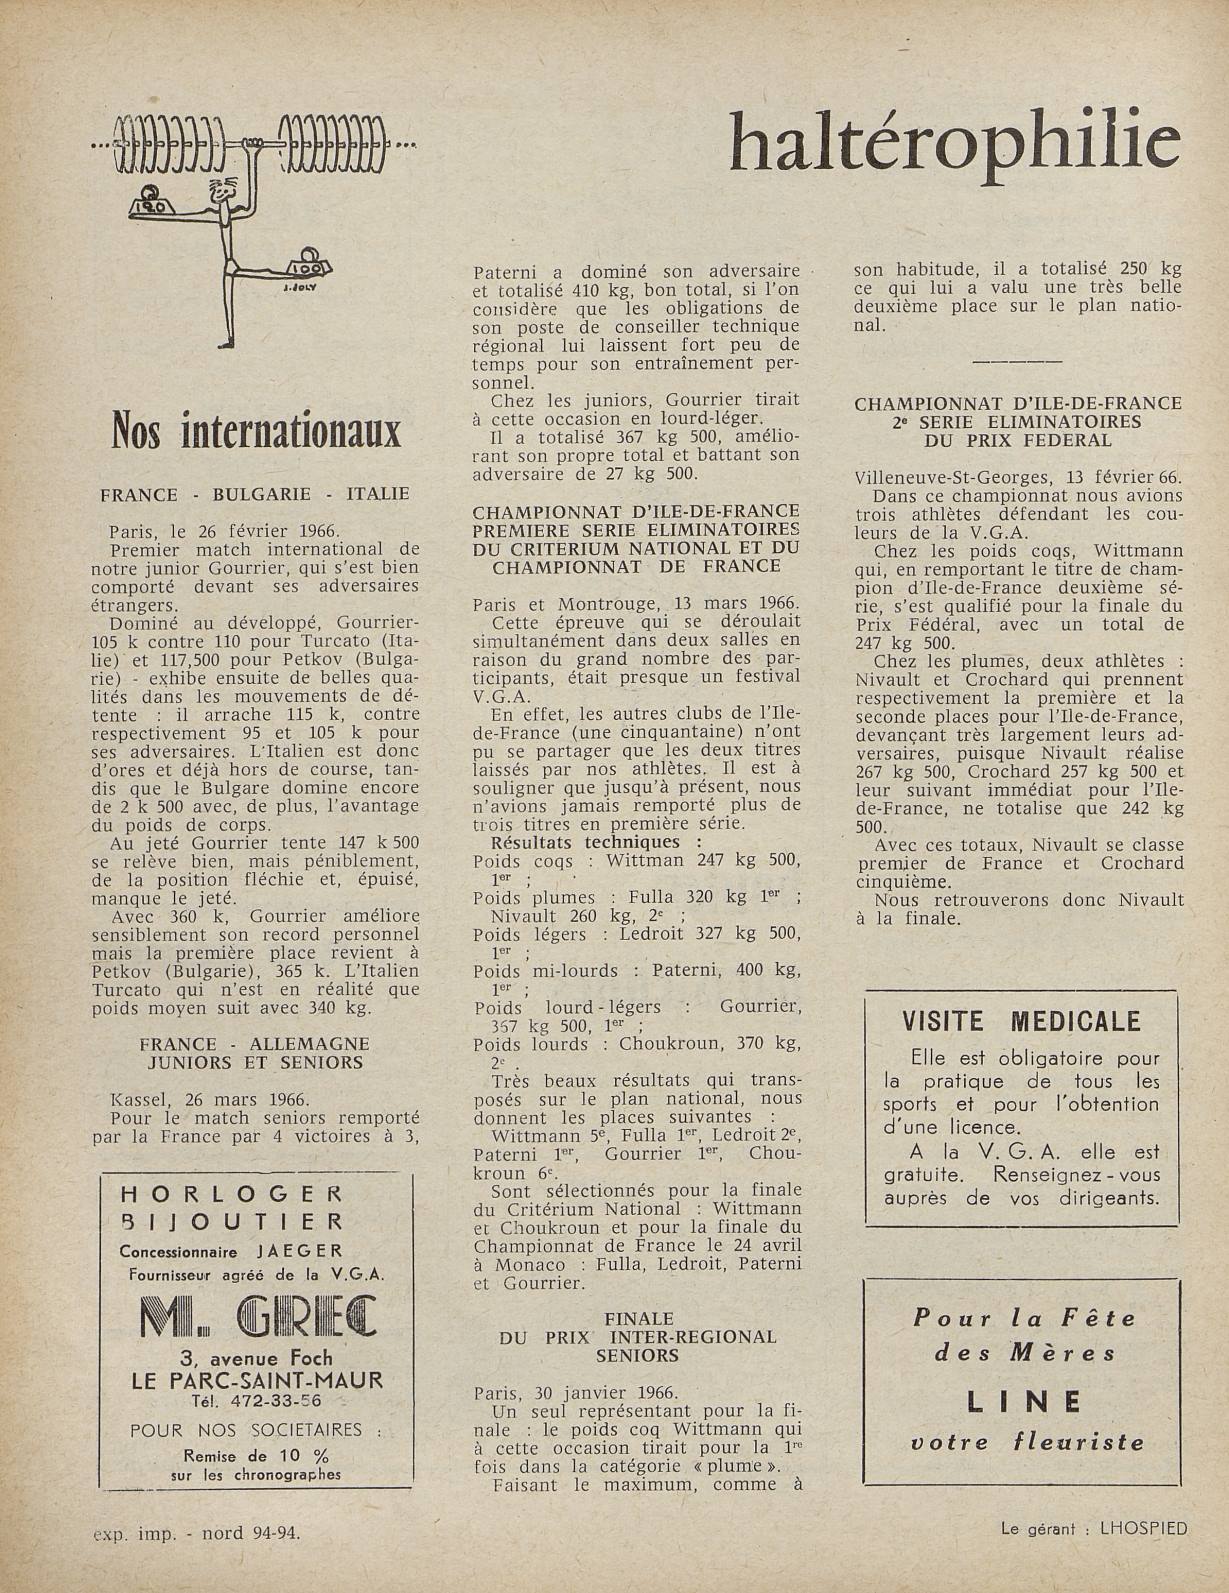 haltérophilie
120
100
J. JOLY
Nos internationaux
FRANCE - BULGARIE - ITALIE
Paris, le 26 février 1966.
Premier match international de
notre junior Gourrier, qui s'est bien
comporté devant ses adversaires
étrangers.
Dominé au développé, Gourrier-
105 k contre 110 pour Turcato (Ita-
lie) et 117,500 pour Petkov (Bulga-
rie) - exhibe ensuite de belles qua-
lités dans les mouvements de dé-
tente : il arrache 115 k, contre
respectivement 95 et 105 k pour
ses adversaires. L'Italien est donc
d'ores et déjà hors de course, tan-
dis que le Bulgare domine encore
de 2 k 500 avec, de plus, l'avantage
du poids de corps.
Au jeté Gourrier tente 147 k 500
se relève bien, mais péniblement,
de la position fléchie et, épuisé,
manque le jeté.
Avec 360 k, Gourrier améliore
sensiblement son record personnel
mais la première place revient à
Petkov (Bulgarie), 365 k. L'Italien
Turcato qui n'est en réalité que
poids moyen suit avec 340 kg.
FRANCE - ALLEMAGNE
JUNIORS ET SENIORS
Kassel, 26 mars 1966.
Pour le match seniors remporté
par la France par 4 victoires à 3,
HORLOGER
BIJOUTIER
Concessionnaire JAEGER
Fournisseur agréé de la V.G.A.
M. GREC
3, avenue Foch
LE PARC-SAINT-MAUR
Tél. 472-33-56
POUR NOS SOCIETAIRES :
Remise de 10 %
sur les chronographes
exp. imp. - nord 94-94.
Paterni a dominé son adversaire
et totalisé 410 kg, bon total, si l'on
considère que les obligations de
son poste de conseiller technique
régional lui laissent fort peu de
temps pour son entraînement per-
sonnel.
Chez les juniors, Gourrier tirait
à cette occasion en lourd-léger.
Il a totalisé 367 kg 500, amélio-
rant son propre total et battant son
adversaire de 27 kg 500.
CHAMPIONNAT D'ILE-DE-FRANCE
PREMIERE SERIE ELIMINATOIRES
DU CRITERIUM NATIONAL ET DU
CHAMPIONNAT DE FRANCE
Paris et Montrouge, 13 mars 1966.
Cette épreuve qui se déroulait
simultanément dans deux salles en
raison du grand nombre des par-
ticipants, était presque un festival
V.G.A.
En effet, les autres clubs de l'Ile-
de-France (une cinquantaine) n'ont
pu se partager que les deux titres
laissés par nos athlètes. Il est à
souligner que jusqu'à présent, nous
n'avions jamais remporté plus de
trois titres en première série.
Résultats techniques :
Poids coqs : Wittman 247 kg 500,
1er ;
Poids plumes : Fulla 320 kg 1er ;
Nivault 260 kg, 2e ;
Poids légers : Ledroit 327 kg 500,
1er ;
Poids mi-lourds : Paterni, 400 kg,
1er ;
Poids lourd-légers : Gourrier,
357 kg 500, 1er ;
Poids lourds : Choukroun, 370 kg,
2e .
Très beaux résultats qui trans-
posés sur le plan national, nous
donnent les places suivantes :
Wittmann 5e, Fulla 1er, Ledroit 2e,
Paterni 1er, Gourrier 1er, Chou-
kroun 6e.
Sont sélectionnés pour la finale
du Critérium National : Wittmann
et Choukroun et pour la finale du
Championnat de France le 24 avril
à Monaco : Fulla, Ledroit, Paterni
et Gourrier.
FINALE
DU PRIX INTER-REGIONAL
SENIORS
Paris, 30 janvier 1966.
Un seul représentant pour la fi-
nale : le poids coq Wittmann qui
à cette occasion tirait pour la 1re
fois dans la catégorie « plume ».
Faisant le maximum, comme à
son habitude, il a totalisé 250 kg
ce qui lui a valu une très belle
deuxième place sur le plan natio-
nal.
CHAMPIONNAT D'ILE-DE-FRANCE
2e SERIE ELIMINATOIRES
DU PRIX FEDERAL
Villeneuve-St-Georges, 13 février 66.
Dans ce championnat nous avions
trois athlètes défendant les cou-
leurs de la V.G.A.
Chez les poids coqs, Wittmann
qui, en remportant le titre de cham-
pion d'Ile-de-France deuxième sé-
rie, s'est qualifié pour la finale du
Prix Fédéral, avec un total de
247 kg 500.
Chez les plumes, deux athlètes :
Nivault et Crochard qui prennent
respectivement la première et la
seconde places pour l'Ile-de-France,
devançant très largement leurs ad-
versaires, puisque Nivault réalise
267 kg 500, Crochard 257 kg 500 et
leur suivant immédiat pour l'Ile-
de-France, ne totalise que 242 kg
500.
Avec ces totaux, Nivault se classe
premier de France et Crochard
cinquième.
Nous retrouverons donc Nivault
à la finale.
VISITE MEDICALE
Elle est obligatoire pour
la pratique de tous les
sports et pour l'obtention
d'une licence.
A la V. G. A. elle est
gratuite. Renseignez-vous
auprès de vos dirigeants.
Pour la Fête
des Mères
LINE
votre fleuriste
Le gérant : LHOSPIED